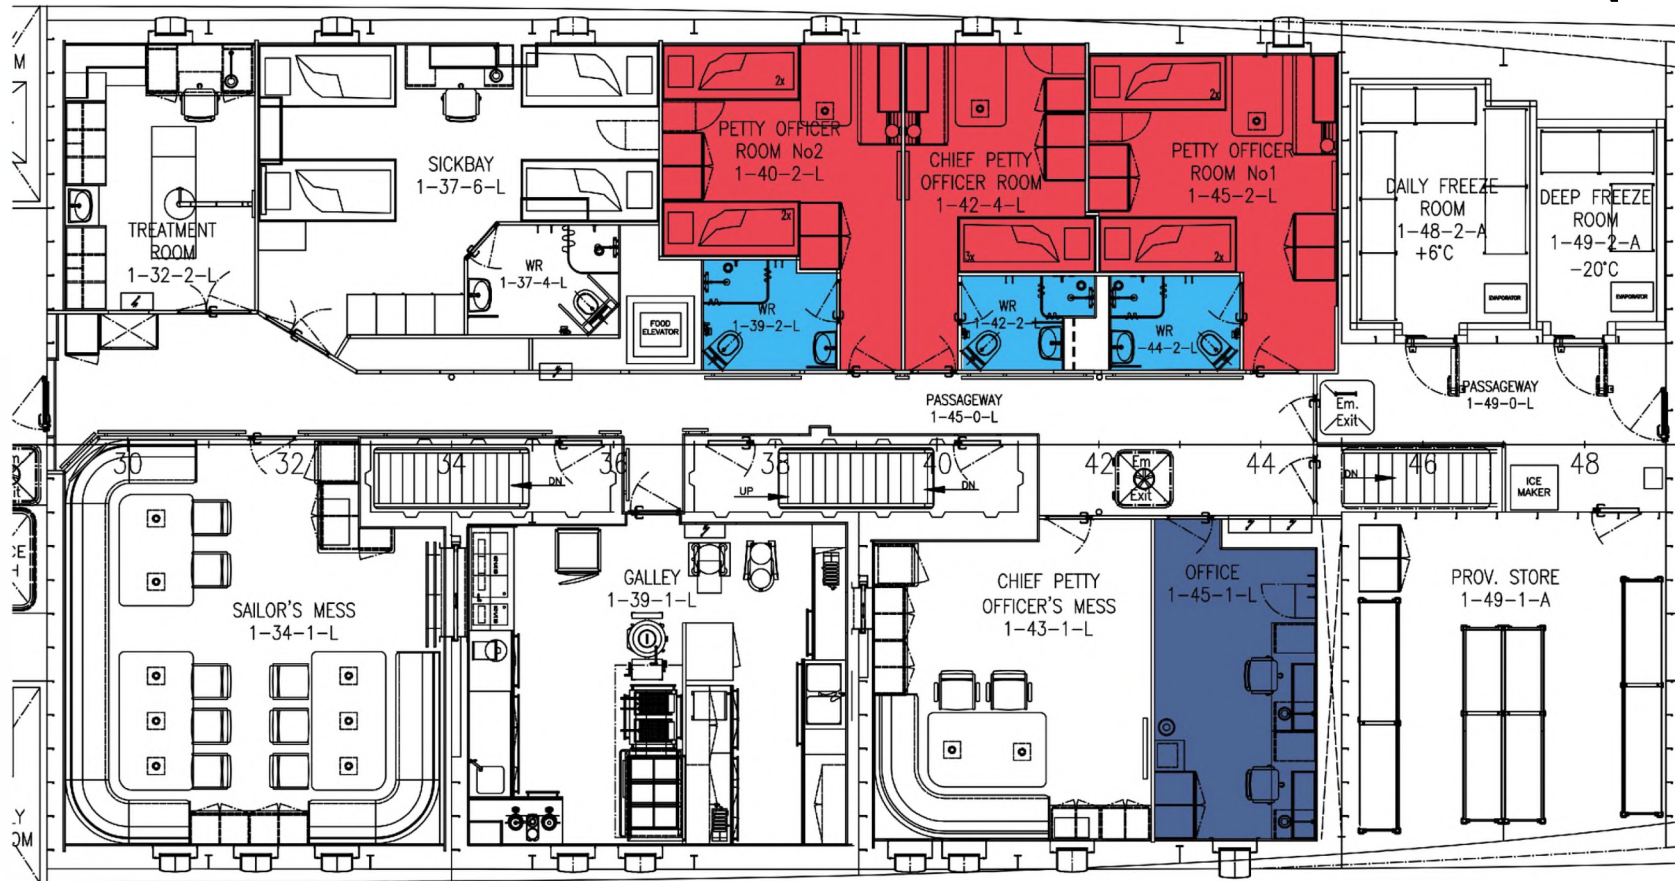 M
TREATMENT
ROOM
1-32-2-L
SICKBAY
1-37-6-L
WR
1-37-4-L
FOOD
ELEVATOR
2x
PETTY OFFICER
ROOM No2
1-40-2-L
2x
WR
1-39-2-L
CHIEF PETTY
OFFICER ROOM
1-42-4-L
3x
WR
1-42-2-
2x
PETTY OFFICER
ROOM No1
1-45-2-L
2x
WR
-44-2-L
DAILY FREEZE
ROOM
1-48-2-A
+6°C
EVAPORATOR
DEEP FREEZE
ROOM
1-49-2-A
-20°C
EVAPORATOR
PASSAGEWAY
1-45-0-L
Em.
Exit
PASSAGEWAY
1-49-0-L
30
32
34
36
38
40
42
44
46
48
DN
UP
DN
Em
Exit
DN
ICE
MAKER
SAILOR'S MESS
1-34-1-L
GALLEY
1-39-1-L
CHIEF PETTY
OFFICER'S MESS
1-43-1-L
OFFICE
1-45-1-L
PROV. STORE
1-49-1-A